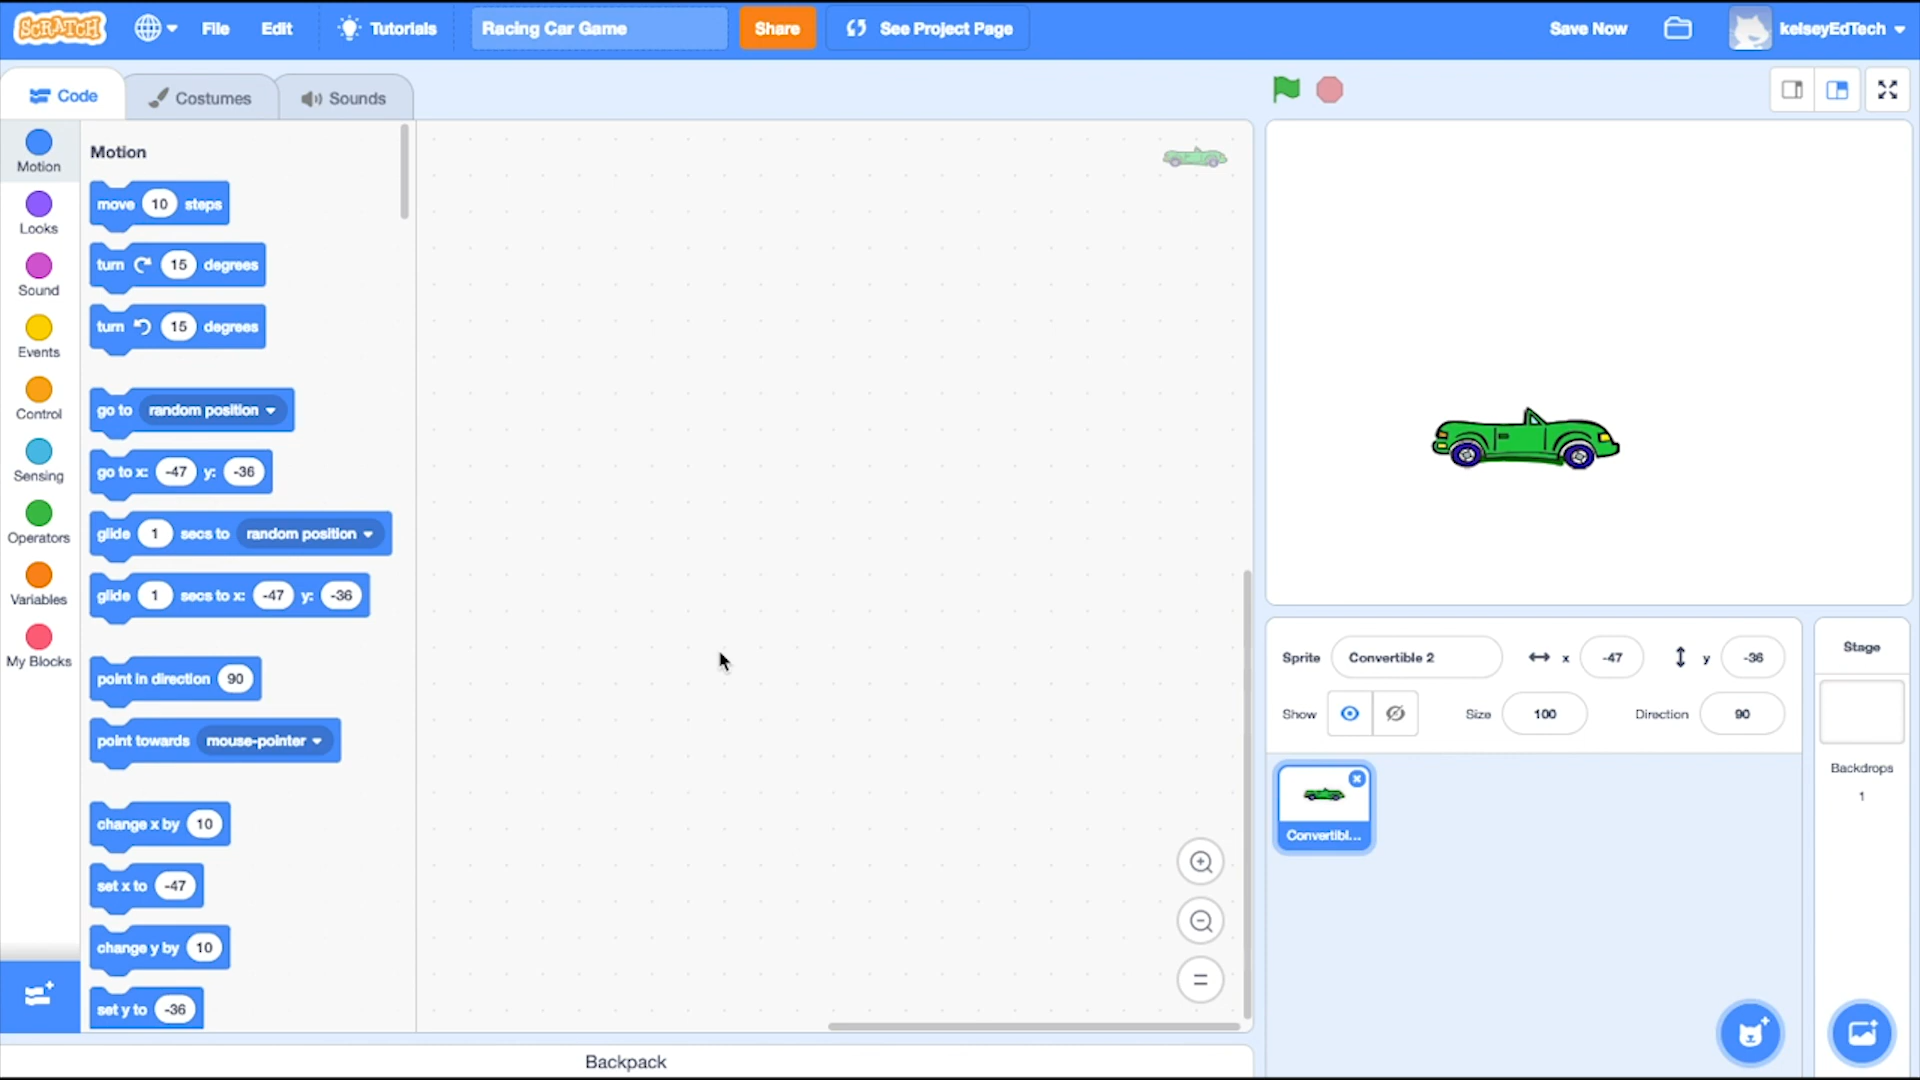 SCRATCH File Edit Tutorials Racing Car Game Share See Project Page Save Now kelseyEdTech
Code Costumes Sounds
Motion
Looks
Sound
Events
Control
Sensing
Operators
Variables
My Blocks
Motion
move 10 steps
turn 15 degrees
turn 15 degrees
go to random position
go to x: -47 y: -36
glide 1 secs to random position
glide 1 secs to x: -47 y: -36
point in direction 90
point towards mouse-pointer
change x by 10
set x to -47
change y by 10
set y to -36
Backpack
Sprite Convertible 2 x -47 y -36
Show Size 100 Direction 90
Convertibl...
Stage
Backdrops
1